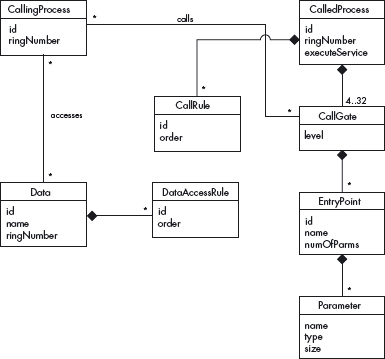 CallingProcess
id
ringNumber
*
calls
CalledProcess
id
ringNumber
executeService
*
accesses
*
CallRule
id
order
4..32
*
CallGate
level
*
Data
id
name
ringNumber
*
DataAccessRule
id
order
*
EntryPoint
id
name
numOfParms
*
Parameter
name
type
size